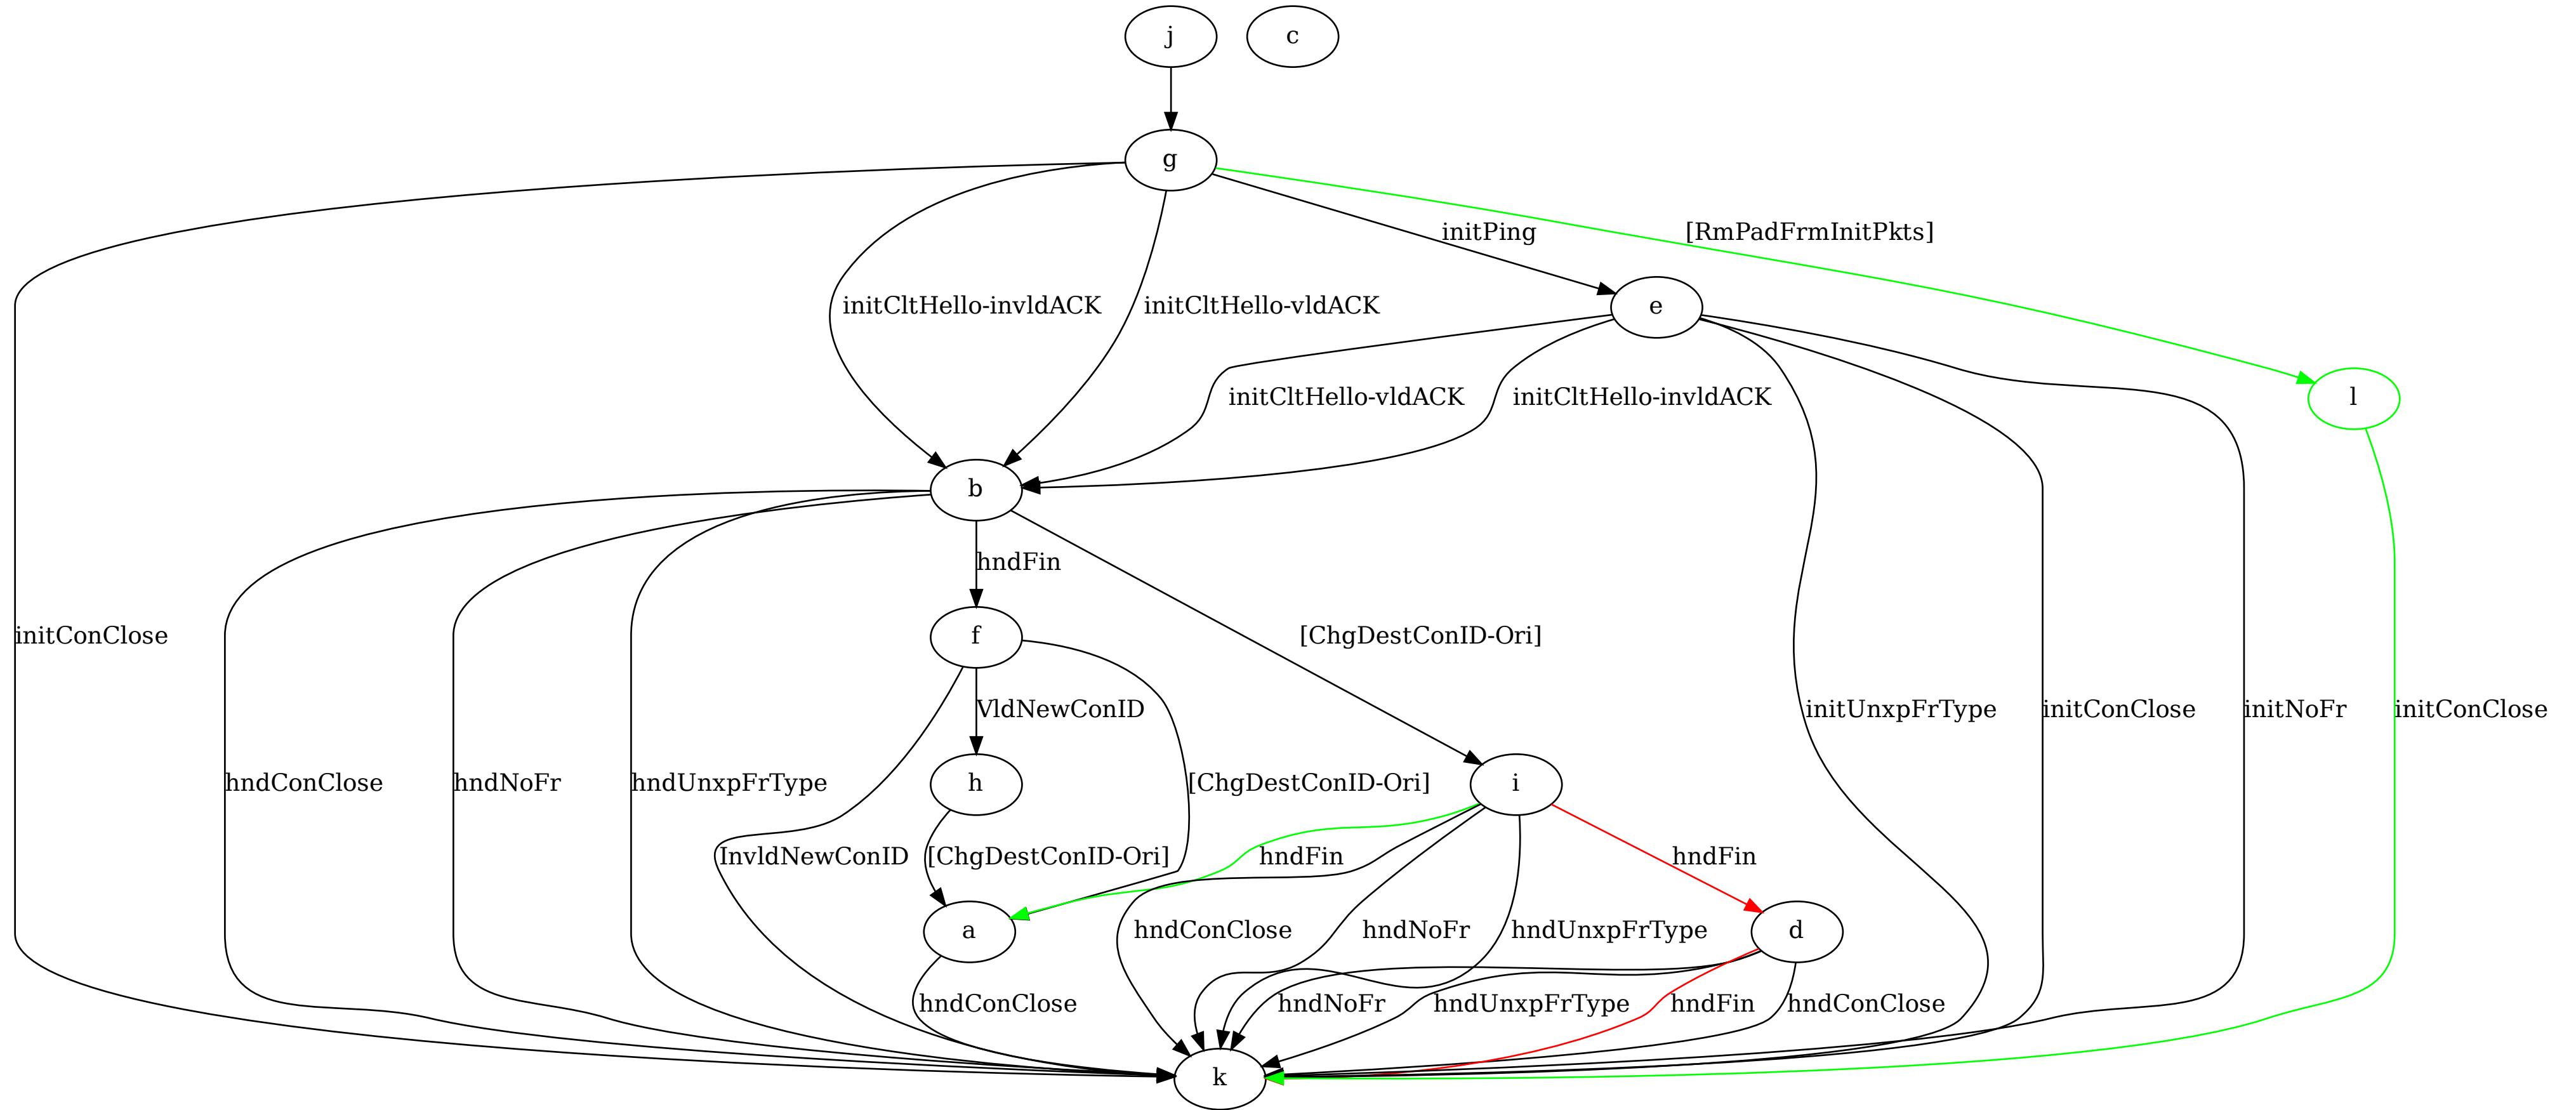 j
c
g
initPing
[RmPadFrmInitPkts]
initCltHello-invldACK
initCltHello-vldACK
e
initCltHello-vldACK
initCltHello-invldACK
l
b
hndFin
initConClose
f
[ChgDestConID-Ori]
VldNewConID
initUnxpFrType
initConClose
initNoFr
initConClose
hndConClose
hndNoFr
hndUnxpFrType
h
[ChgDestConID-Ori]
i
InvldNewConID
[ChgDestConID-Ori]
hndFin
hndFin
a
hndConClose
hndNoFr
hndUnxpFrType
d
hndConClose
hndNoFr
hndUnxpFrType
hndFin
hndConClose
k